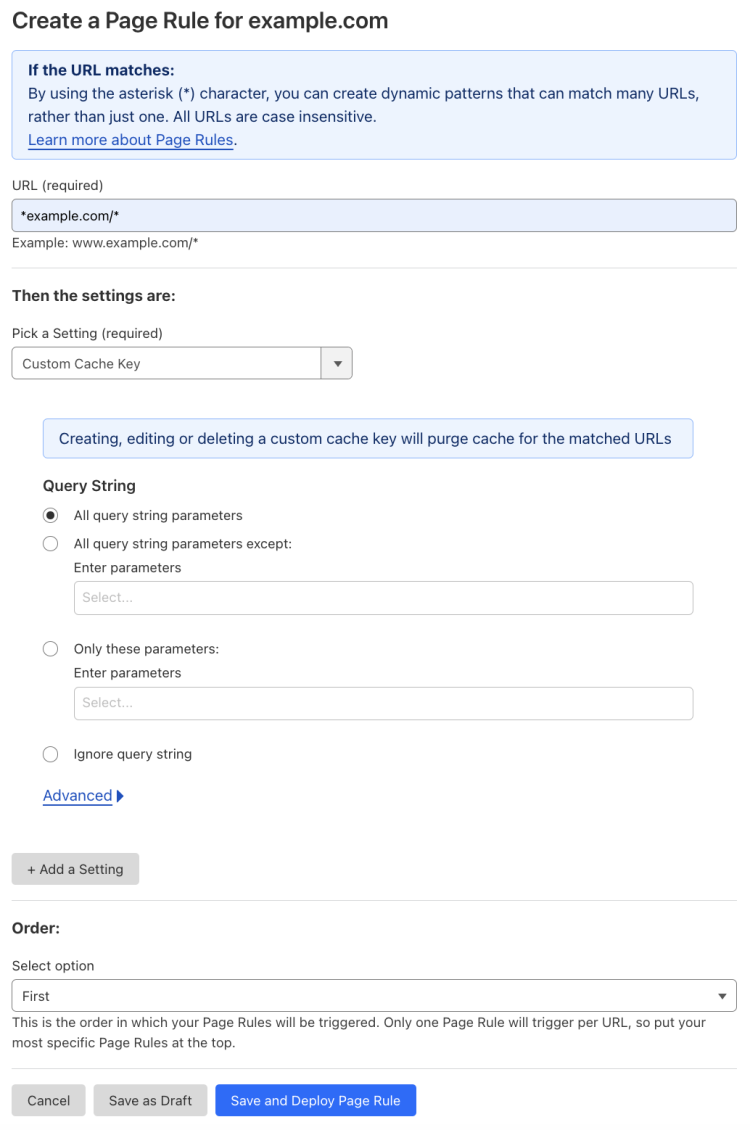 Create a Page Rule for example.com
If the URL matches:
By using the asterisk (*) character, you can create dynamic patterns that can match many URLs,
rather than just one. All URLs are case insensitive.
Learn more about Page Rules.
URL (required)
*example.com/*
Example: www.example.com/*
Then the settings are:
Pick a Setting (required)
Custom Cache Key
Creating, editing or deleting a custom cache key will purge cache for the matched URLs
Query String
All query string parameters
All query string parameters except:
Enter parameters
Select...
Only these parameters:
Enter parameters
Select...
Ignore query string
Advanced
+ Add a Setting
Order:
Select option
First
This is the order in which your Page Rules will be triggered. Only one Page Rule will trigger per URL, so put your
most specific Page Rules at the top.
Cancel Save as Draft Save and Deploy Page Rule